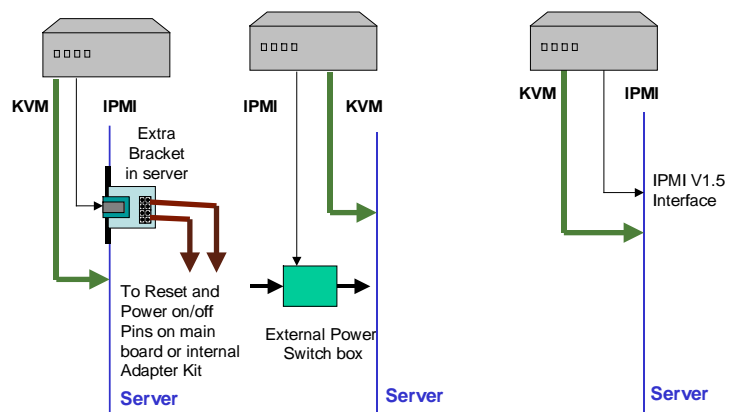 KVM
IPMI
Extra
Bracket
in server
To Reset and
Power on/off
Pins on main
board or internal
Adapter Kit
Server
IPMI
KVM
External Power
Switch box
Server
KVM
IPMI
IPMI V1.5
Interface
Server